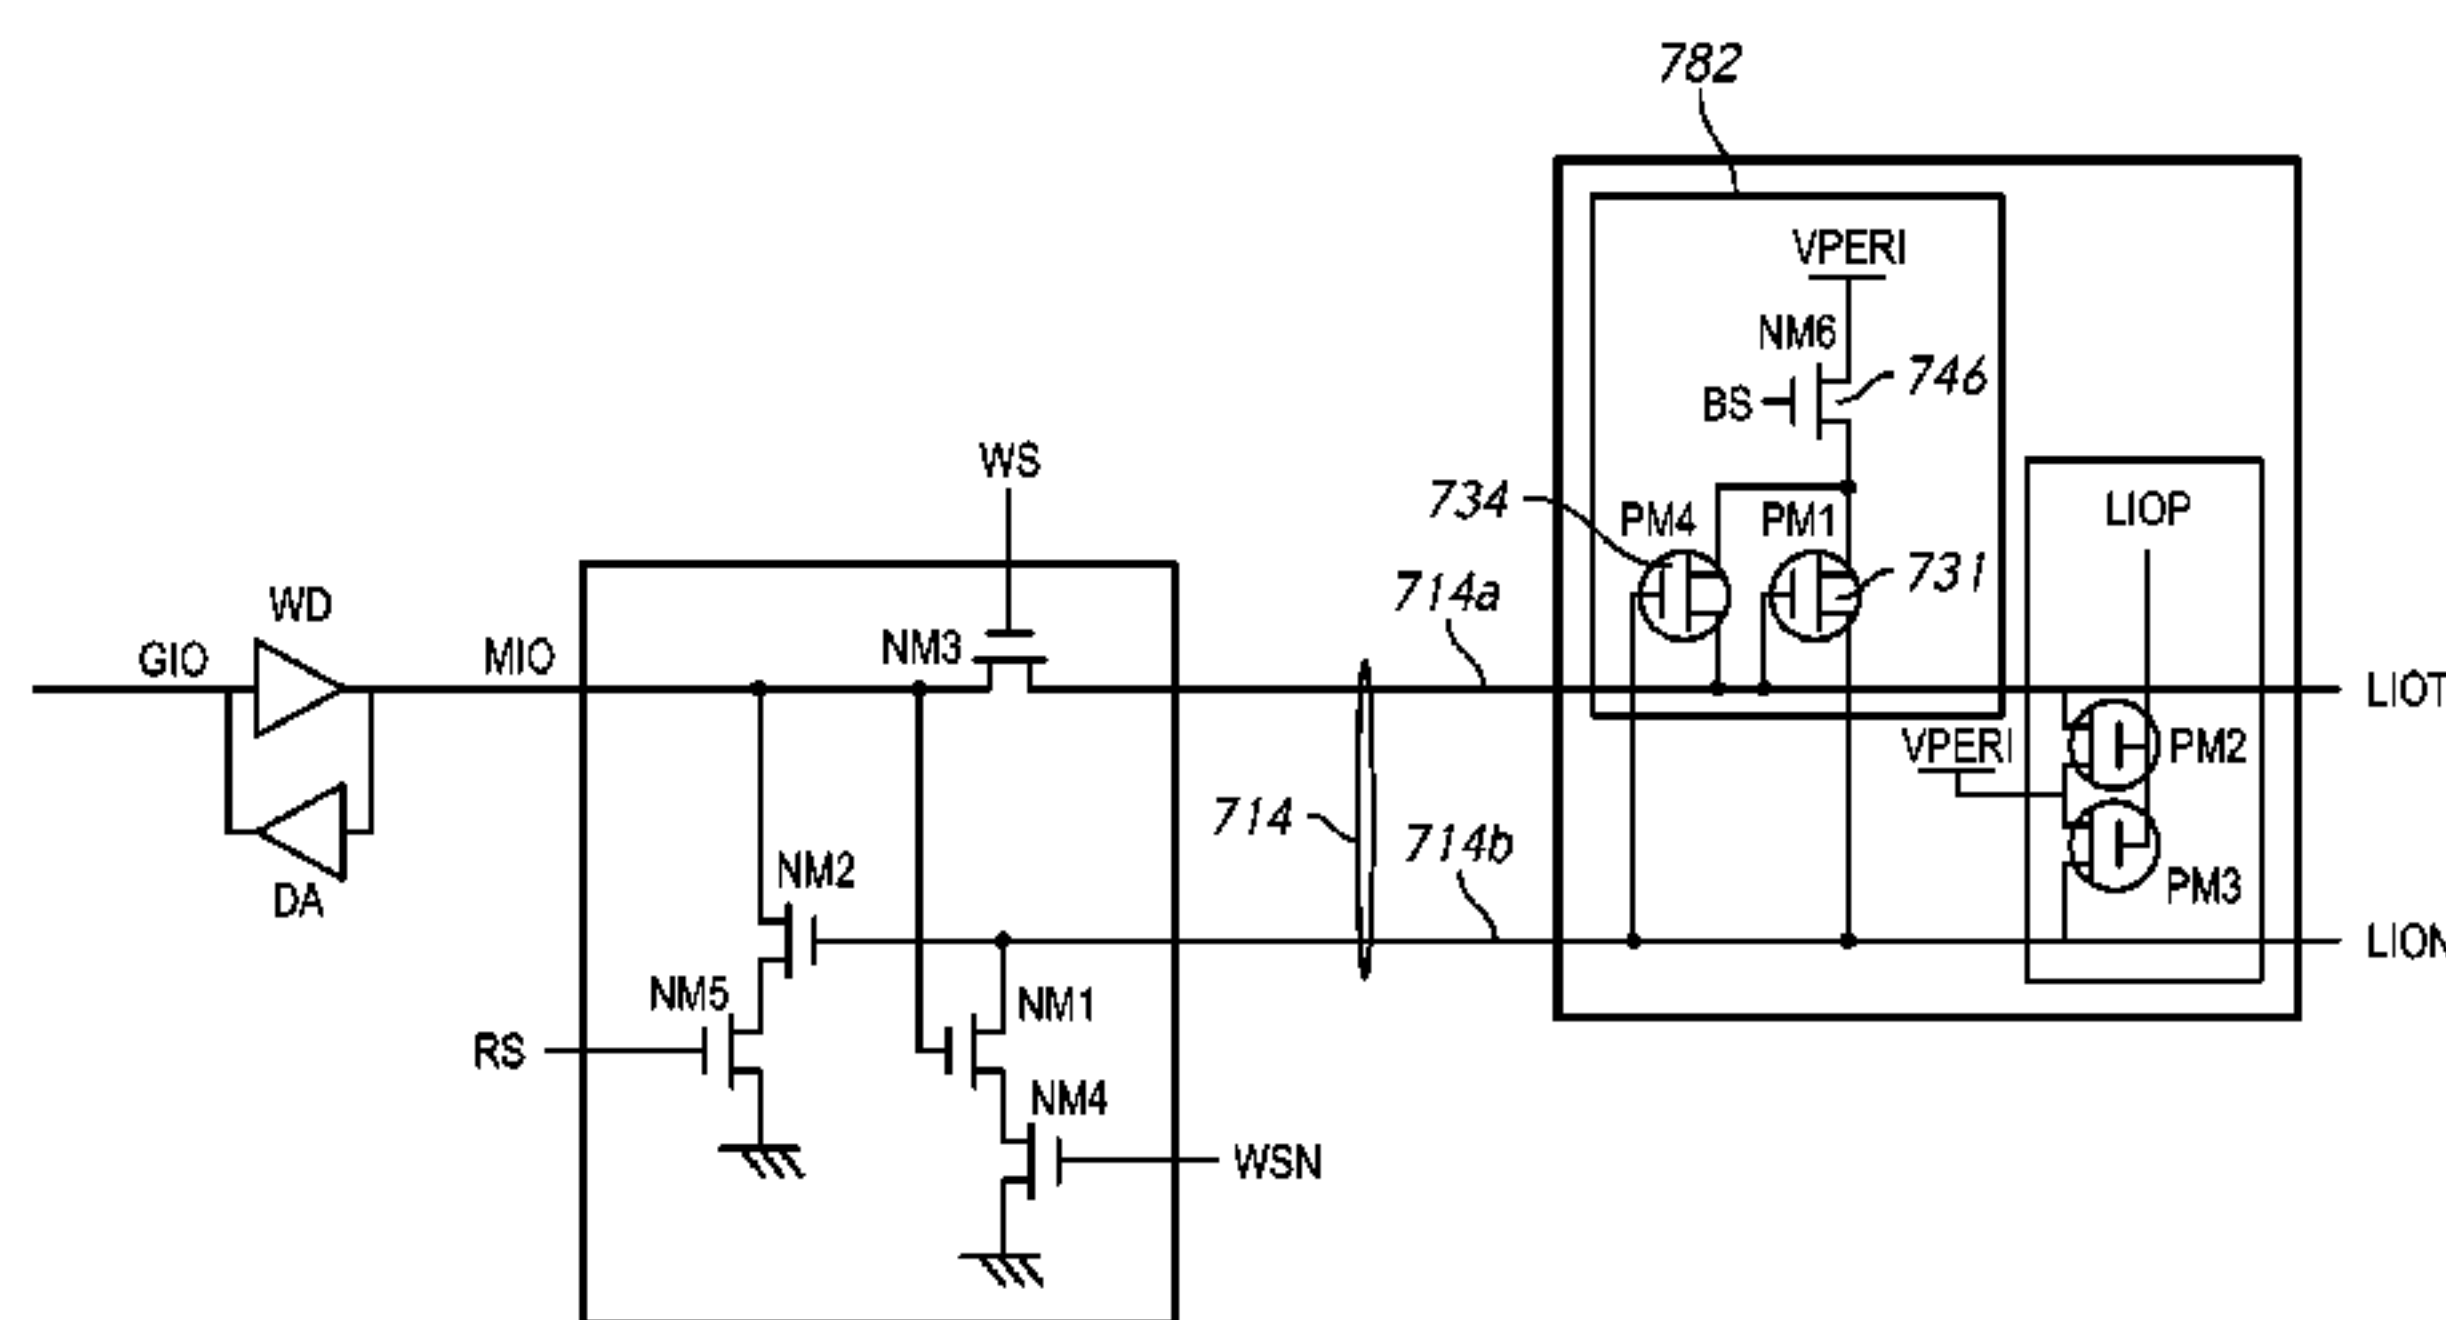 782
VPERI
NM6
BS
746
WS
734
PM4
PM1
LIOP
731
714a
WD
GIO
MIO
NM3
LIOT
VPERI
PM2
714
714b
NM2
DA
PM3
LION
NM5
NM1
RS
NM4
WSN